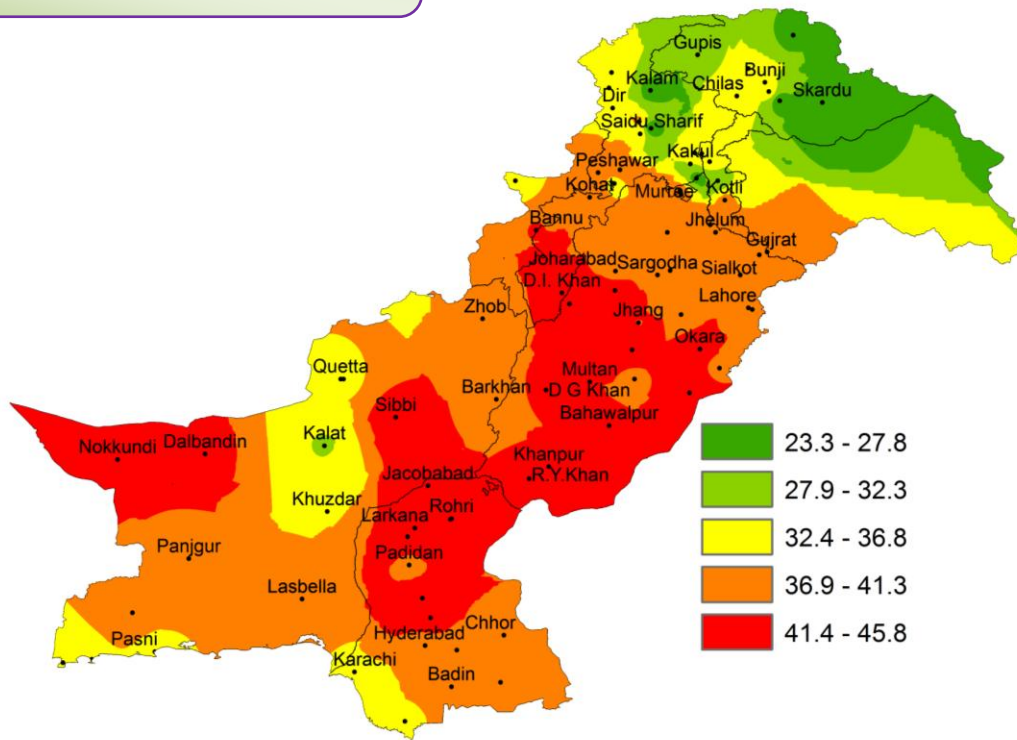 Gupis
Kalam
Chilas
Bunji
Skardu
Dir
Saidu Sharif
Kakul
Peshawar
Kohat
Murree
Kotli
Bannu
Jhelum
Gujrat
Joharabad
Sargodha
Sialkot
D.I. Khan
Lahore
Zhob
Jhang
Okara
Quetta
Multan
Barkhan
D G Khan
Sibbi
Bahawalpur
Nokkundi
Dalbandin
Kalat
23.3 - 27.8
Khanpur
R.Y.Khan
Jacobabad
27.9 - 32.3
Khuzdar
Larkana
Rohri
32.4 - 36.8
Panjgur
Padidan
36.9 - 41.3
Lasbella
41.4 - 45.8
Pasni
Hyderabad
Chhor
Karachi
Badin